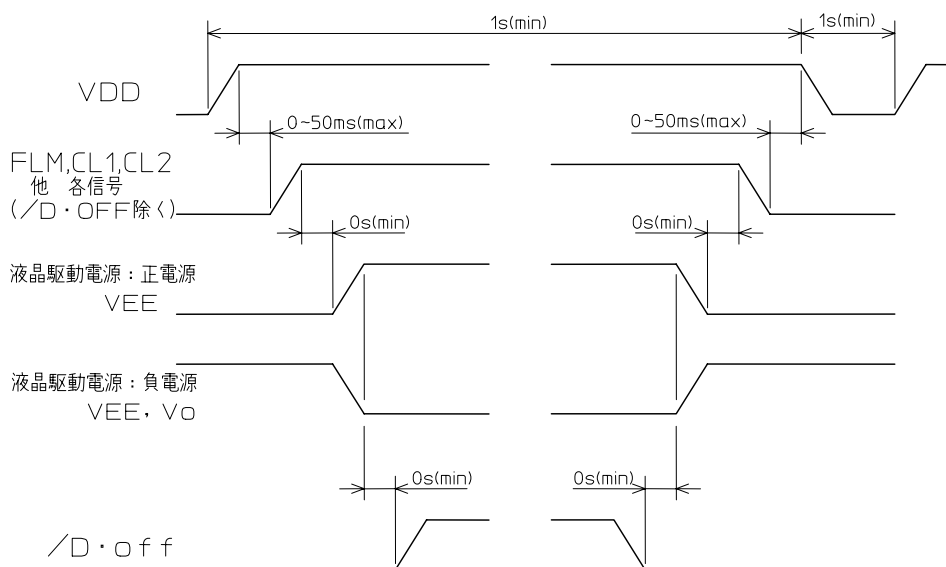 1s(min)
1s(min)
VDD
0~50ms(max)
0~50ms(max)
FLM,CL1,CL2
他 各信号
(/D・OFF除く)
0s(min)
0s(min)
液晶駆動電源：正電源
VEE
液晶駆動電源：負電源
VEE，Vo
0s(min)
0s(min)
/D・off